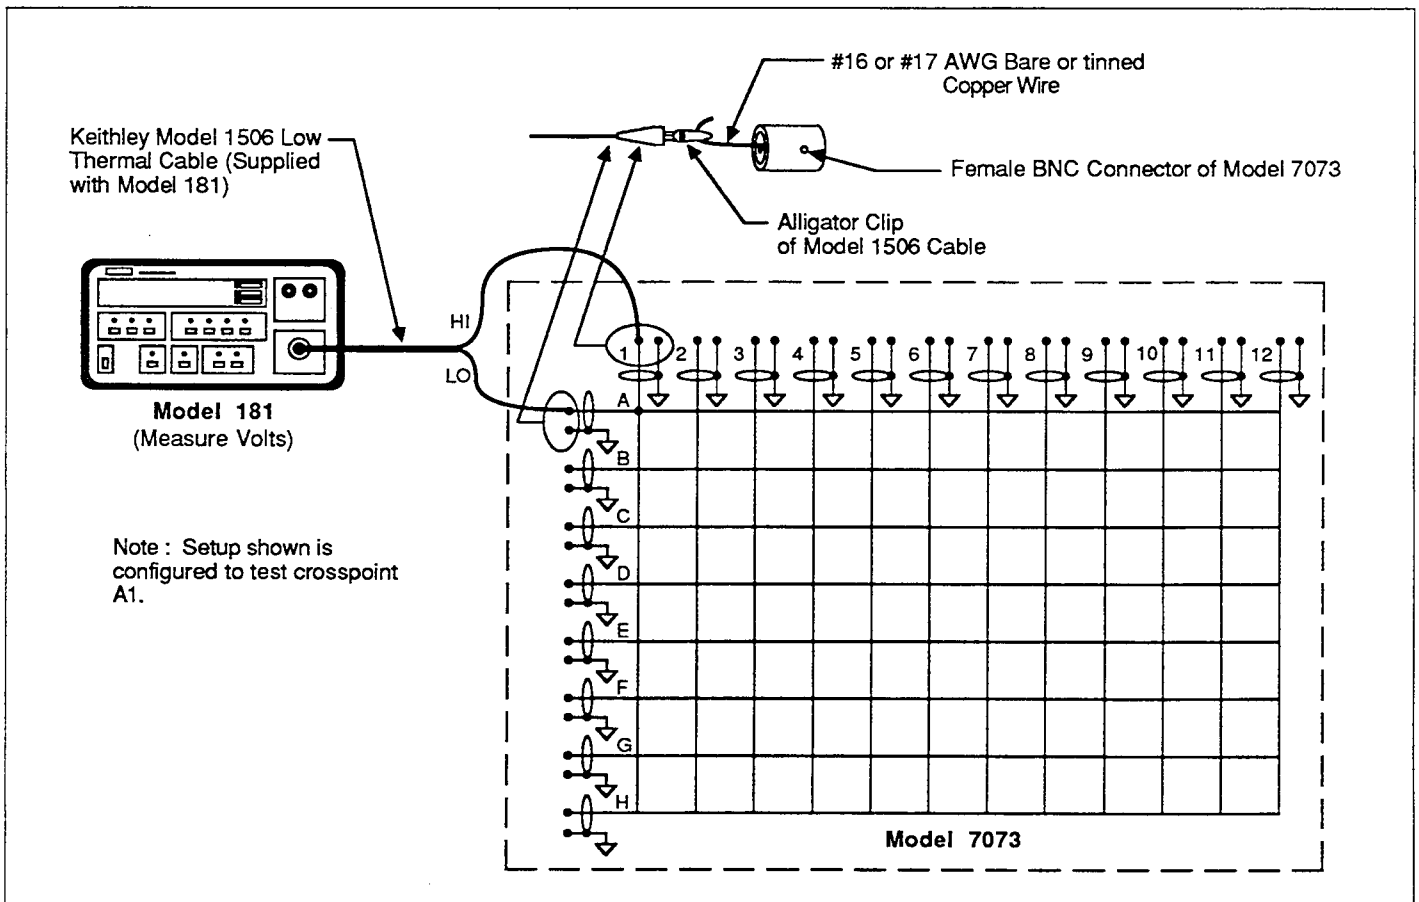 #16 or #17 AWG Bare or tinned
Copper Wire
Keithley Model 1506 Low
Thermal Cable (Supplied
with Model 181)
Female BNC Connector of Model 7073
Alligator Clip
of Model 1506 Cable
HI
LO
1 2 3 4 5 6 7 8 9 10 11 12
A
Model 181
(Measure Volts)
B
C
Note : Setup shown is
configured to test crosspoint
A1.
D
E
F
G
H
Model 7073